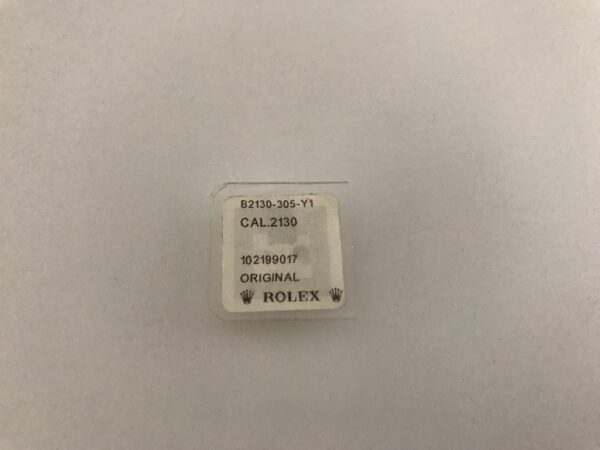 B2130-305-Y1
CAL.2130
102199017
ORIGINAL
ROLEX